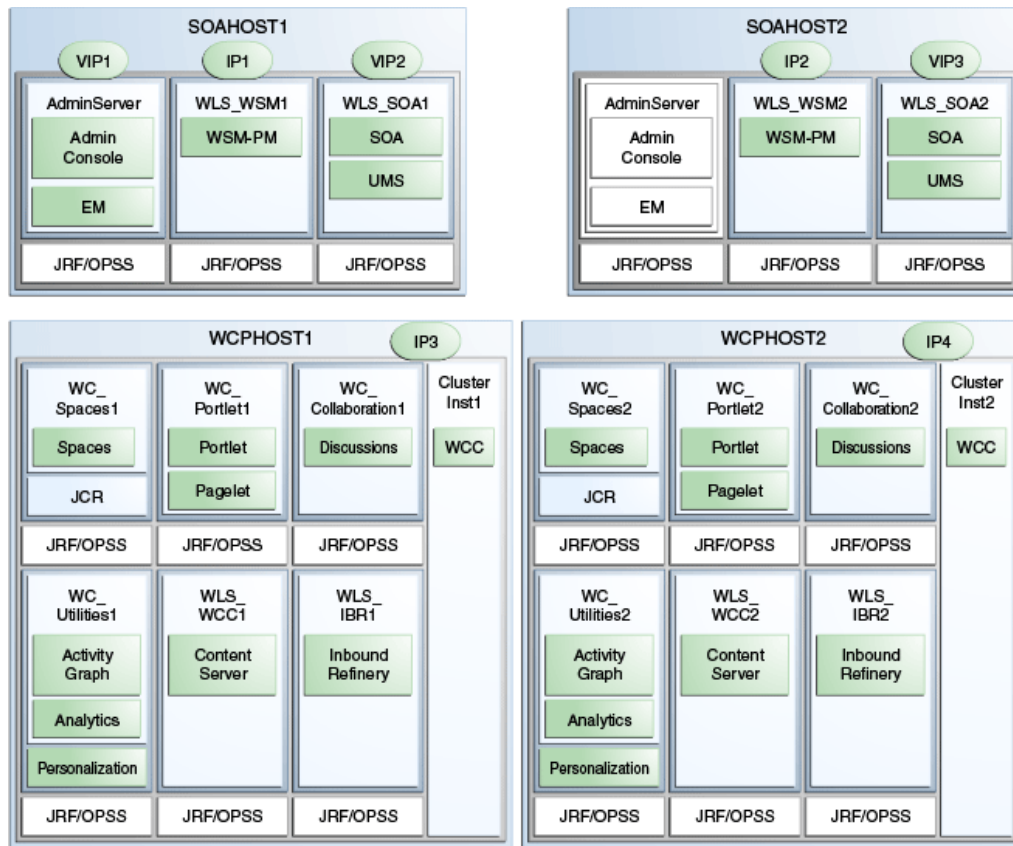 SOAHOST1
VIP1
IP1
VIP2
AdminServer
Admin
Console
EM
WLS_WSM1
WSM-PM
WLS_SOA1
SOA
UMS
JRF/OPSS
JRF/OPSS
JRF/OPSS
SOAHOST2
IP2
VIP3
AdminServer
Admin
Console
EM
WLS_WSM2
WSM-PM
WLS_SOA2
SOA
UMS
JRF/OPSS
JRF/OPSS
JRF/OPSS
WCPHOST1
IP3
WC_
Spaces1
Spaces
JCR
WC_
Portlet1
Portlet
Pagelet
WC_
Collaboration1
Discussions
Cluster
Inst1
WCC
JRF/OPSS
JRF/OPSS
JRF/OPSS
WC_
Utilities1
Activity
Graph
Analytics
Personalization
WLS_
WCC1
Content
Server
WLS_
IBR1
Inbound
Refinery
JRF/OPSS
JRF/OPSS
JRF/OPSS
WCPHOST2
IP4
WC_
Spaces2
Spaces
JCR
WC_
Portlet2
Portlet
Pagelet
WC_
Collaboration2
Discussions
Cluster
Inst2
WCC
JRF/OPSS
JRF/OPSS
JRF/OPSS
WC_
Utilities2
Activity
Graph
Analytics
Personalization
WLS_
WCC2
Content
Server
WLS_
IBR2
Inbound
Refinery
JRF/OPSS
JRF/OPSS
JRF/OPSS